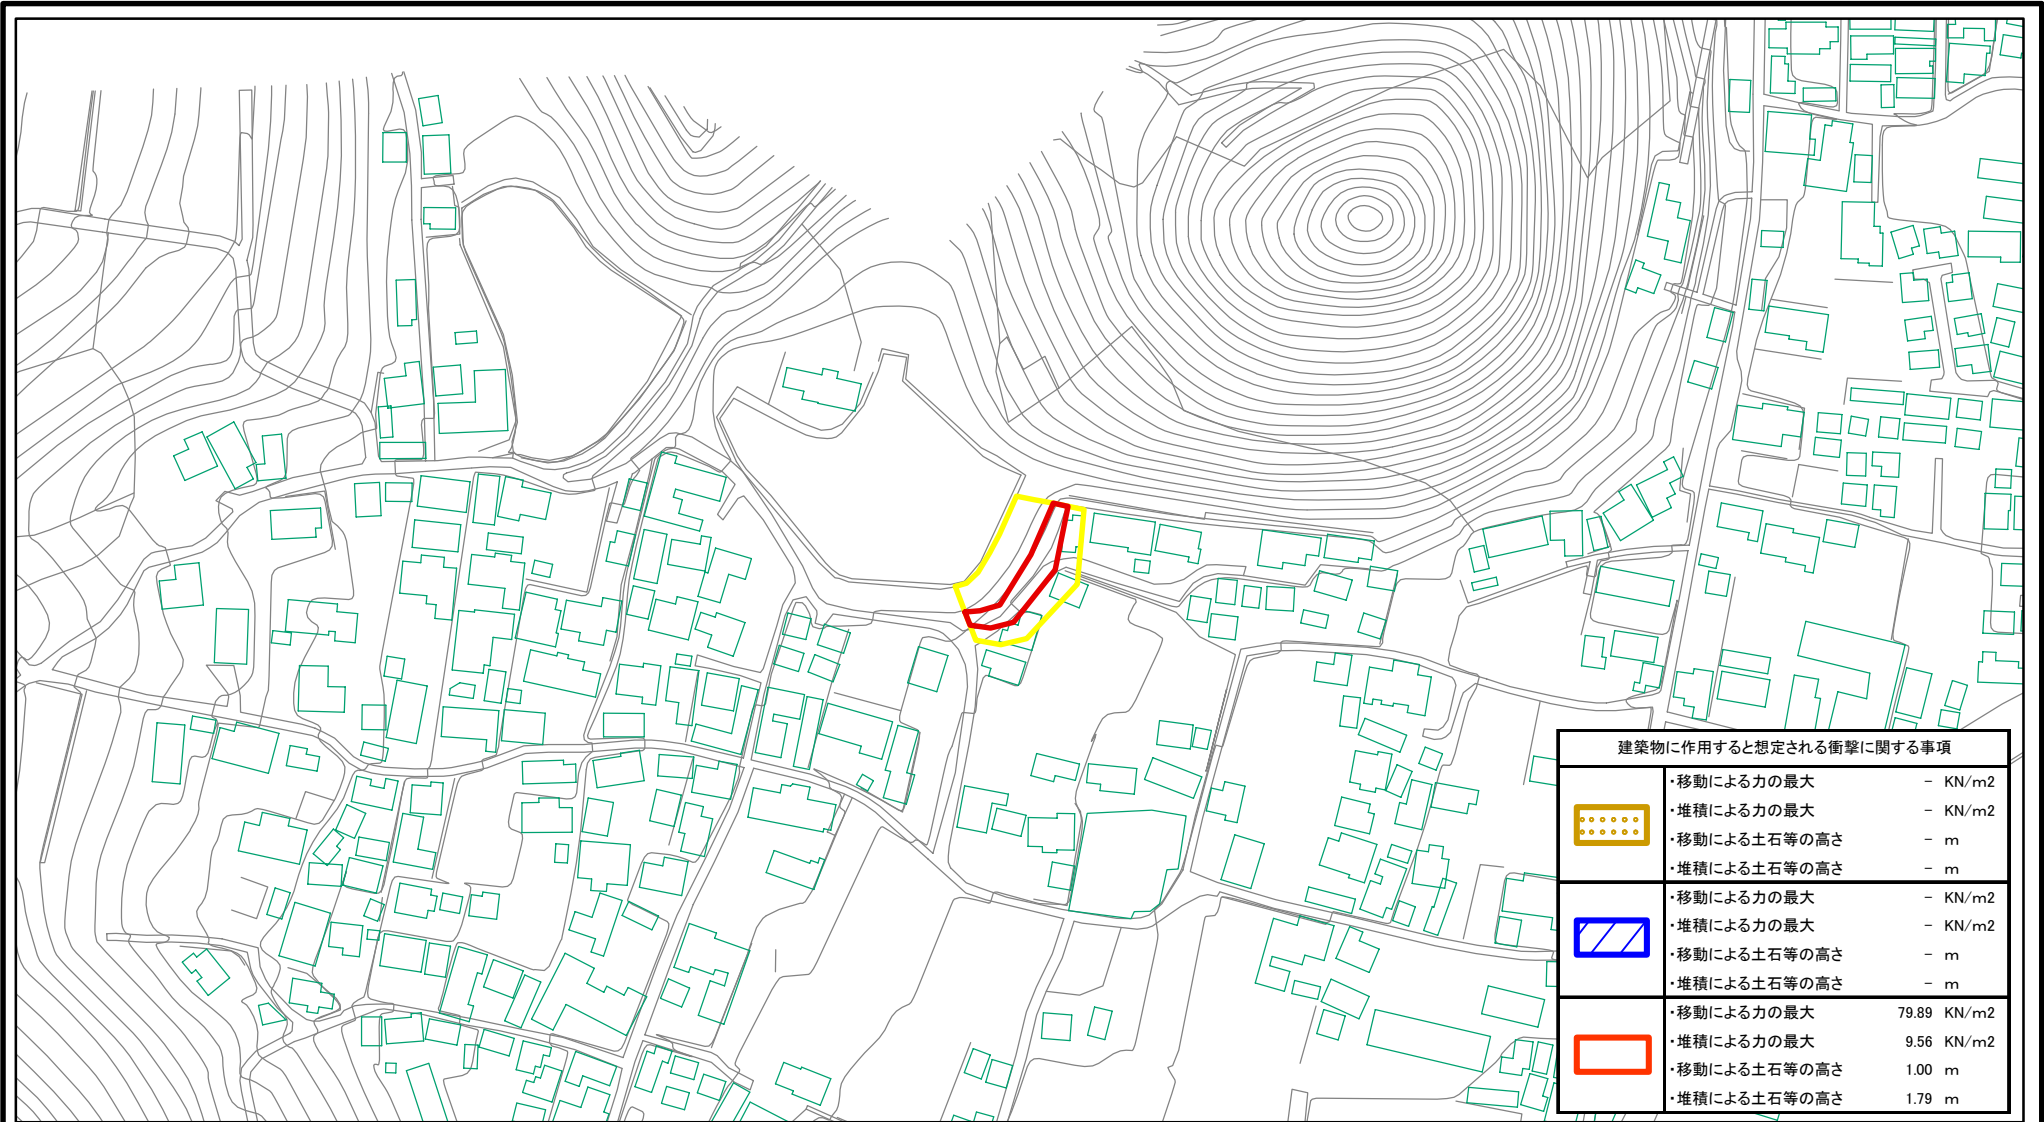 建築物に作用すると想定される衝撃に関する事項
・移動による力の最大 － KN/m2
・堆積による力の最大 － KN/m2
・移動による土石等の高さ － m
・堆積による土石等の高さ － m
・移動による力の最大 － KN/m2
・堆積による力の最大 － KN/m2
・移動による土石等の高さ － m
・堆積による土石等の高さ － m
・移動による力の最大 79.89 KN/m2
・堆積による力の最大 9.56 KN/m2
・移動による土石等の高さ 1.00 m
・堆積による土石等の高さ 1.79 m